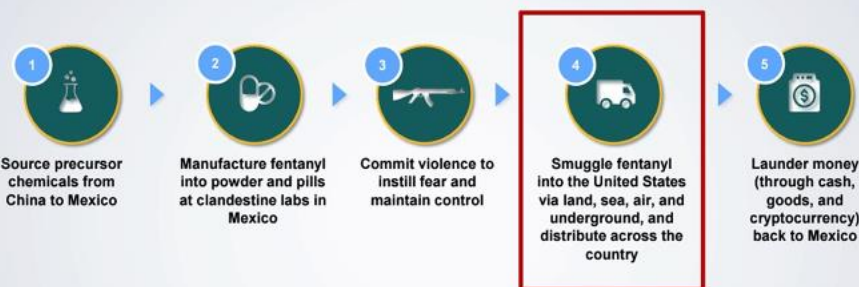 1
Source precursor
chemicals from
China to Mexico
2
Manufacture fentanyl
into powder and pills
at clandestine labs in
Mexico
3
Commit violence to
instill fear and
maintain control
4
Smuggle fentanyl
into the United States
via land, sea, air, and
underground, and
distribute across the
country
5
$
Launder money
(through cash,
goods, and
cryptocurrency)
back to Mexico